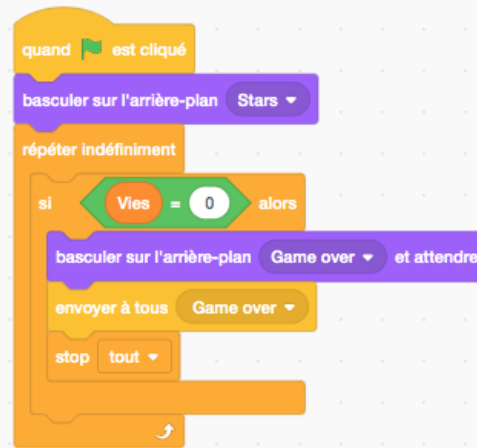 quand est cliqué
basculer sur l'arrière-plan Stars
répéter indéfiniment
si Vies = 0 alors
basculer sur l'arrière-plan Game over et attendre
envoyer à tous Game over
stop tout